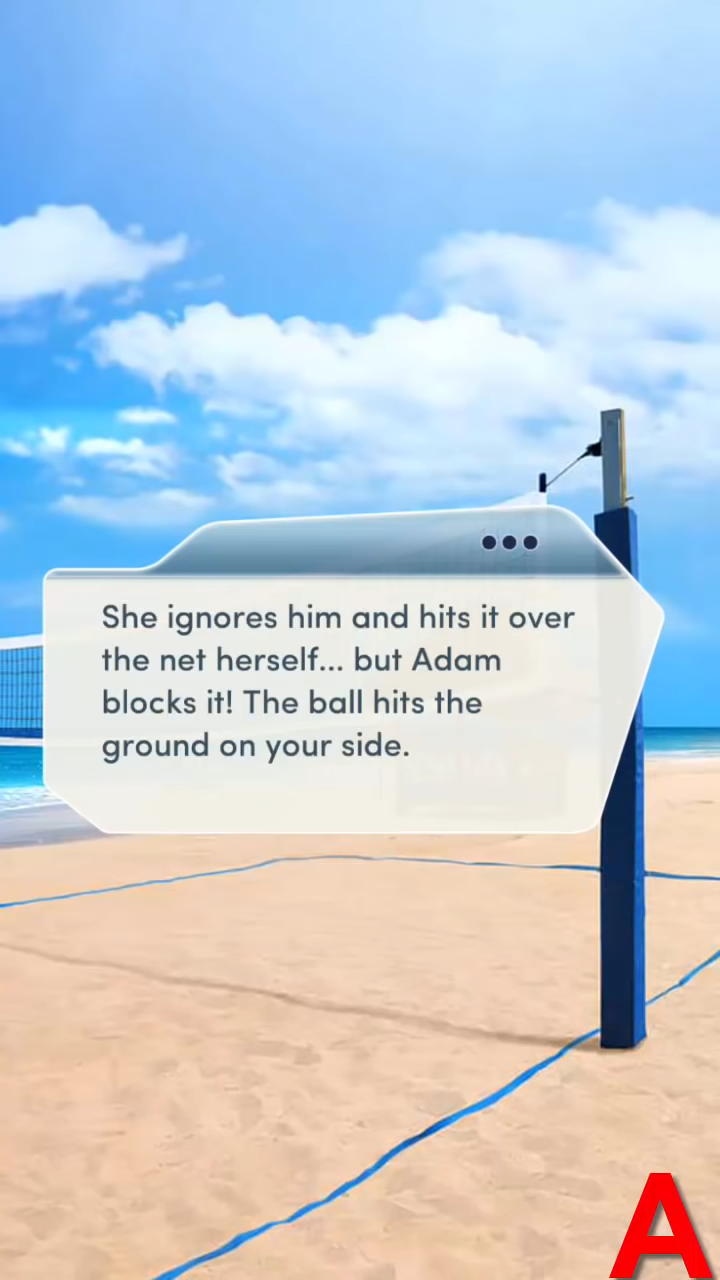 She ignores him and hits it over
the net herself... but Adam
blocks it! The ball hits the
ground on your side.
A